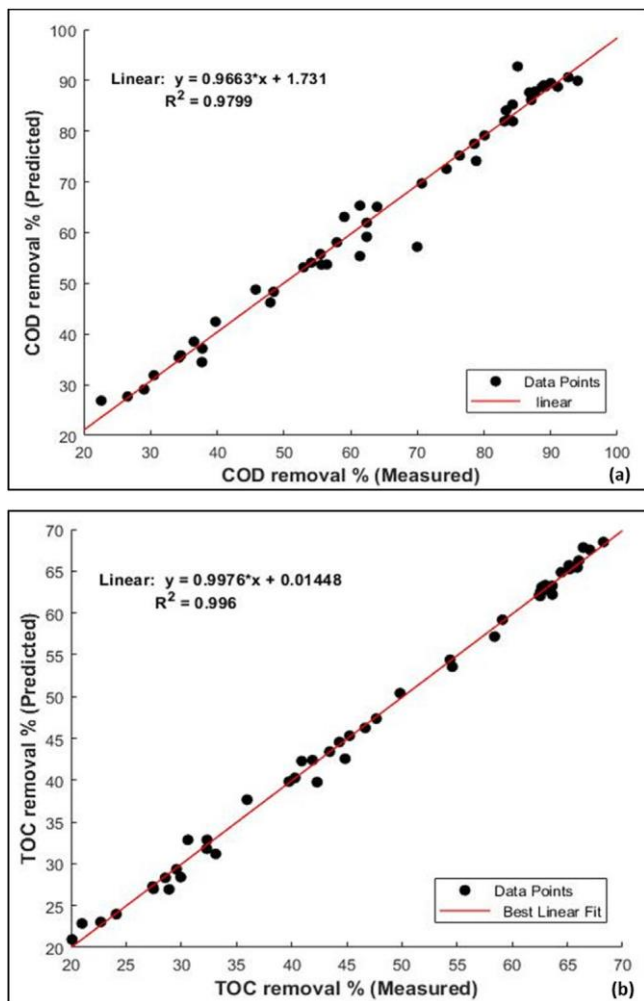 100
90
80
70
60
50
40
30
20
COD removal % (Predicted)
Linear: y = 0.9663*x + 1.731
R² = 0.9799
Data Points
linear
20 30 40 50 60 70 80 90 100
COD removal % (Measured)
(a)
70
65
60
55
50
45
40
35
30
25
20
TOC removal % (Predicted)
Linear: y = 0.9976*x + 0.01448
R² = 0.996
Data Points
Best Linear Fit
20 25 30 35 40 45 50 55 60 65 70
TOC removal % (Measured)
(b)